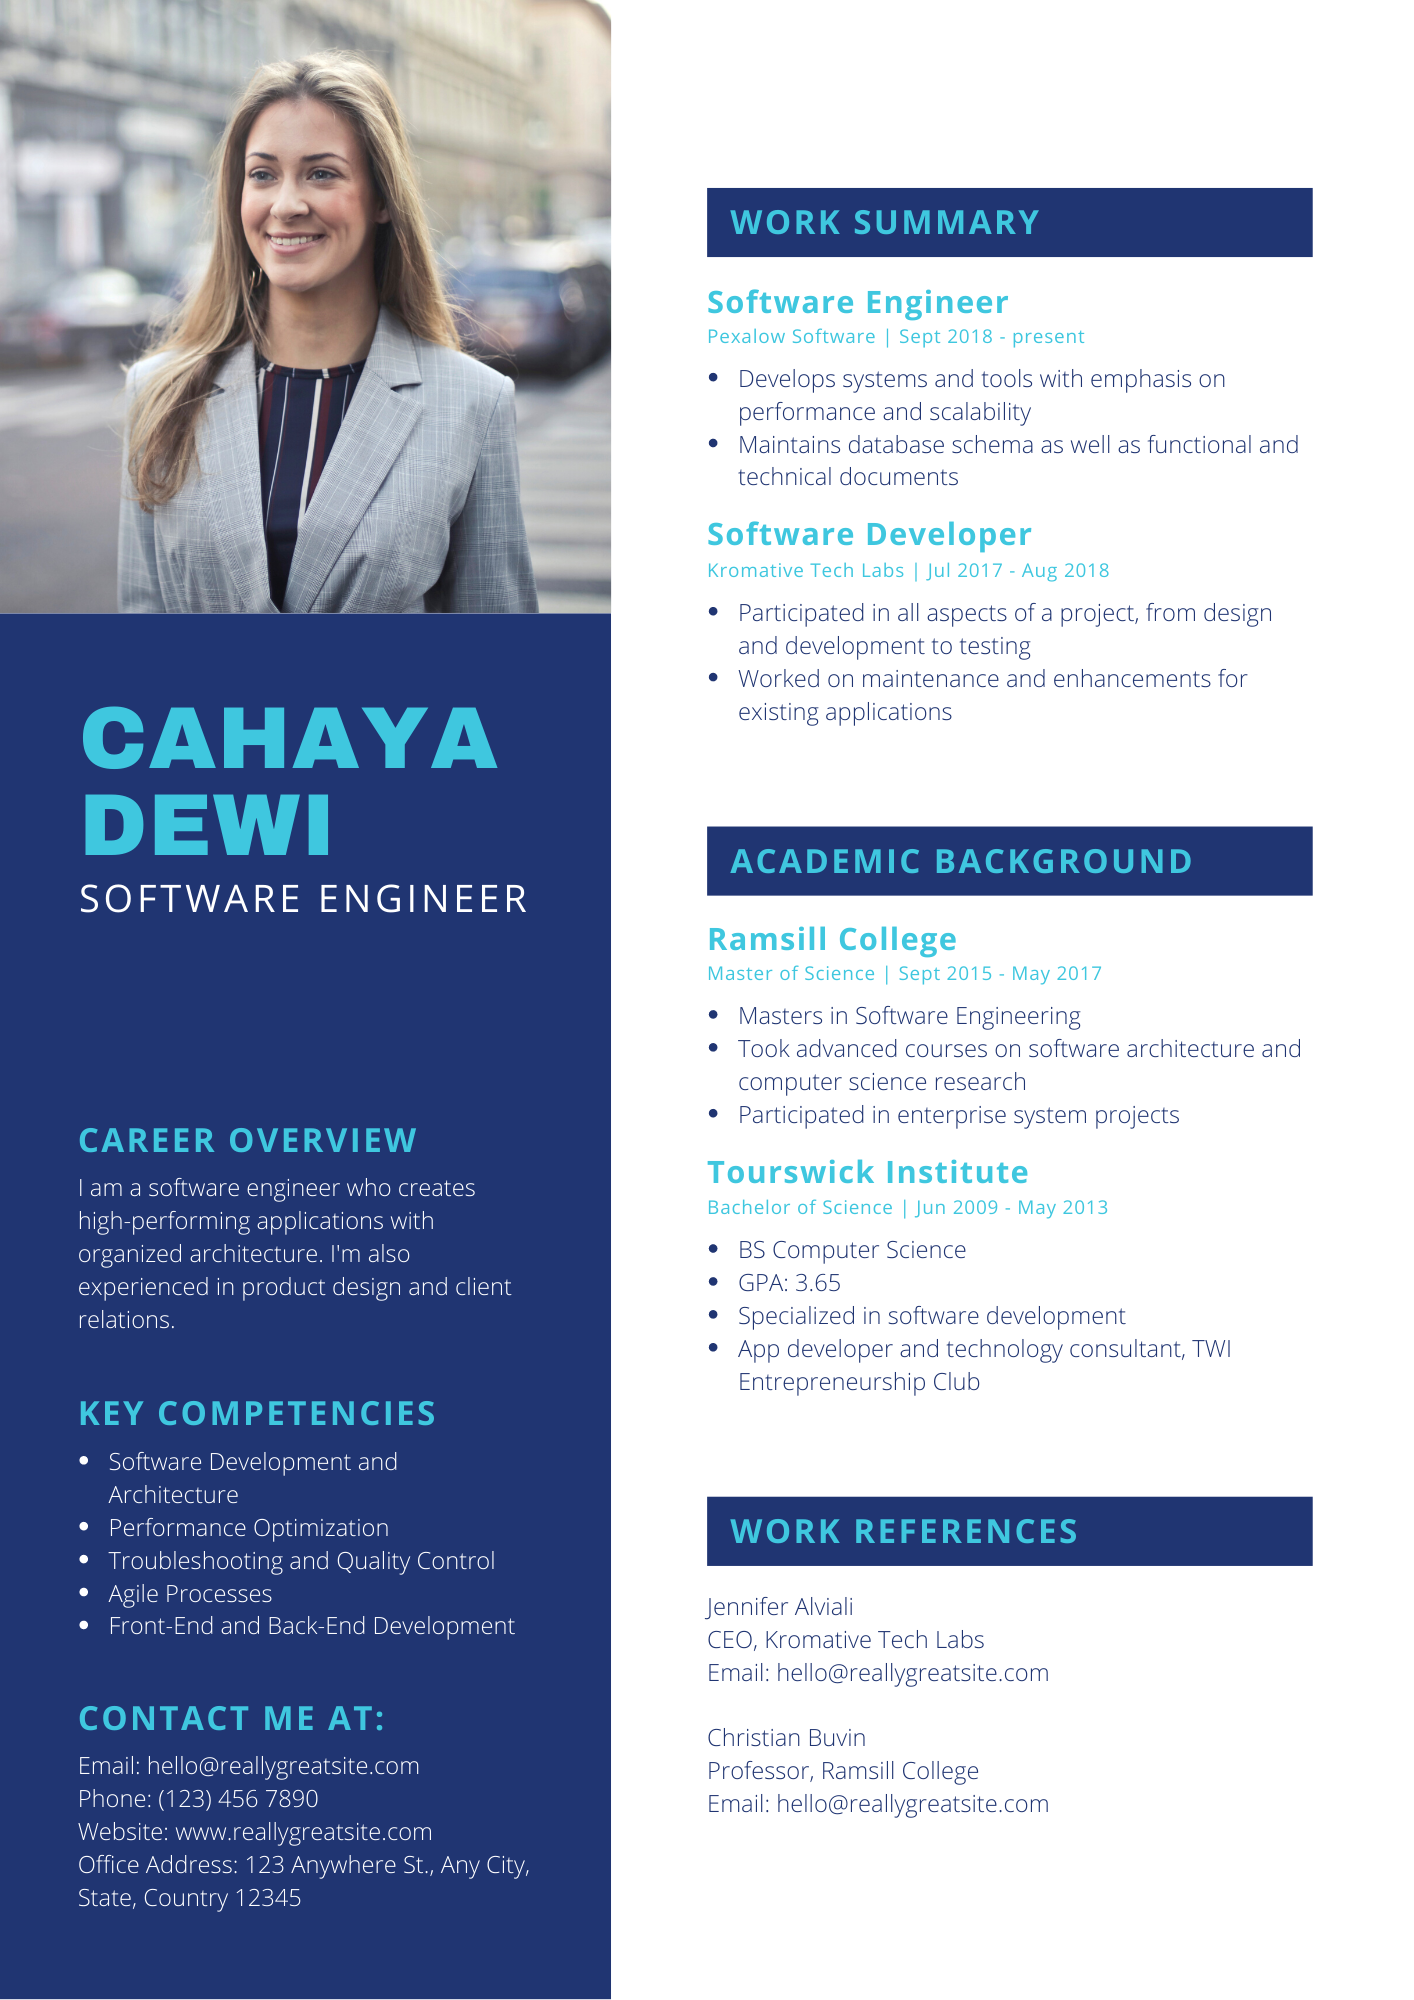 CAHAYA
DEWI
SOFTWARE ENGINEER
CAREER OVERVIEW
I am a software engineer who creates
high-performing applications with
organized architecture. I'm also
experienced in product design and client
relations.
KEY COMPETENCIES
• Software Development and
Architecture
• Performance Optimization
• Troubleshooting and Quality Control
• Agile Processes
• Front-End and Back-End Development
CONTACT ME AT:
Email: hello@reallygreatsite.com
Phone: (123) 456 7890
Website: www.reallygreatsite.com
Office Address: 123 Anywhere St., Any City,
State, Country 12345
WORK SUMMARY
Software Engineer
Pexalow Software | Sept 2018 - present
• Develops systems and tools with emphasis on
performance and scalability
• Maintains database schema as well as functional and
technical documents
Software Developer
Kromative Tech Labs | Jul 2017 - Aug 2018
• Participated in all aspects of a project, from design
and development to testing
• Worked on maintenance and enhancements for
existing applications
ACADEMIC BACKGROUND
Ramsill College
Master of Science | Sept 2015 - May 2017
• Masters in Software Engineering
• Took advanced courses on software architecture and
computer science research
• Participated in enterprise system projects
Tourswick Institute
Bachelor of Science | Jun 2009 - May 2013
• BS Computer Science
• GPA: 3.65
• Specialized in software development
• App developer and technology consultant, TWI
Entrepreneurship Club
WORK REFERENCES
Jennifer Alviali
CEO, Kromative Tech Labs
Email: hello@reallygreatsite.com
Christian Buvin
Professor, Ramsill College
Email: hello@reallygreatsite.com